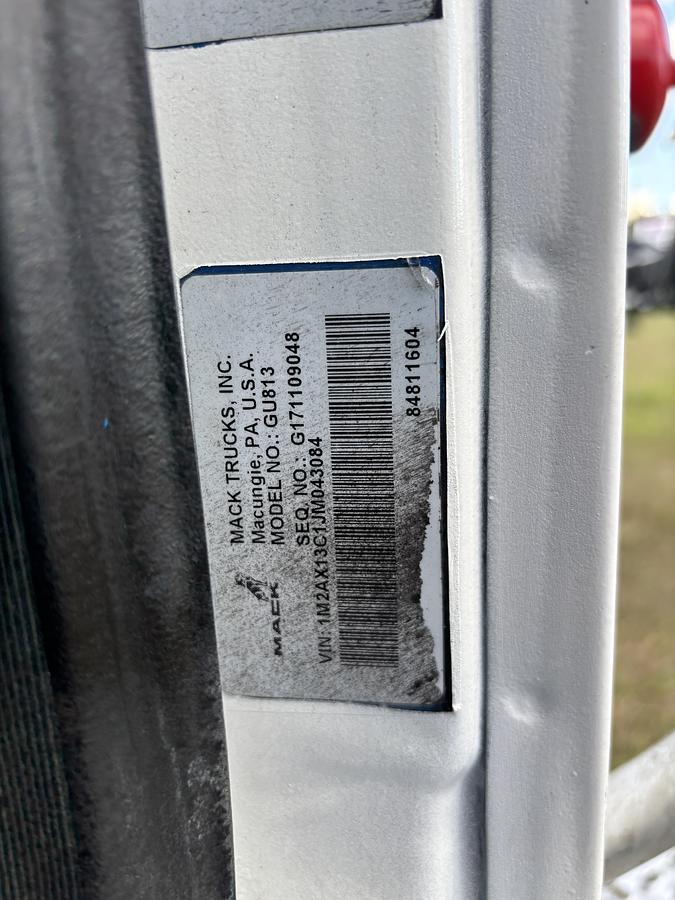 MACK TRUCKS, INC.
Macungie, PA, U.S.A.
MODEL NO.: GU813
SEQ. NO.: G171109048
MACK
VIN: 1M2AX13C1JM043084
84811604